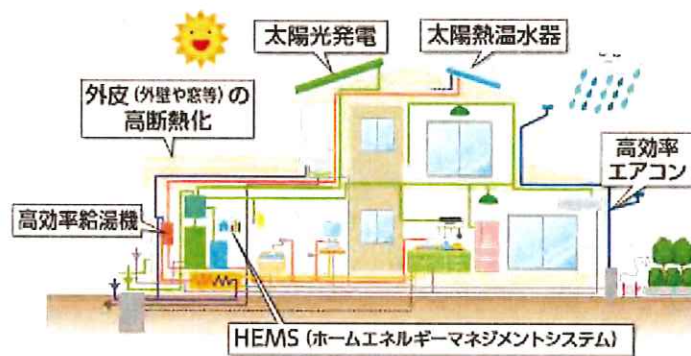 太陽光発電
太陽熱温水器
外皮(外壁や窓等)の
高断熱化
高効率
エアコン
高効率給湯機
HEMS(ホームエネルギーマネジメントシステム)